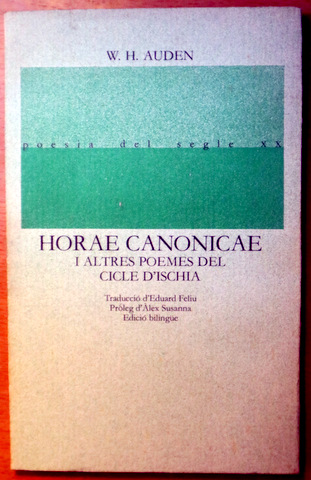 W. H. AUDEN
poesia del segle XX
HORAE CANONICAE
I ALTRES POEMES DEL
CICLE D'ISCHIA
Traducció d'Eduard Feliu
Pròleg d'Àlex Susanna
Edició bilingüe